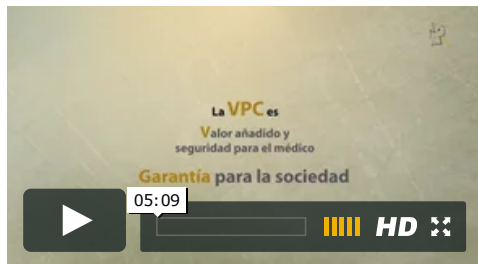 La VPC es
Valor añadido y
seguridad para el médico
Garantía para la sociedad
05:09
HD